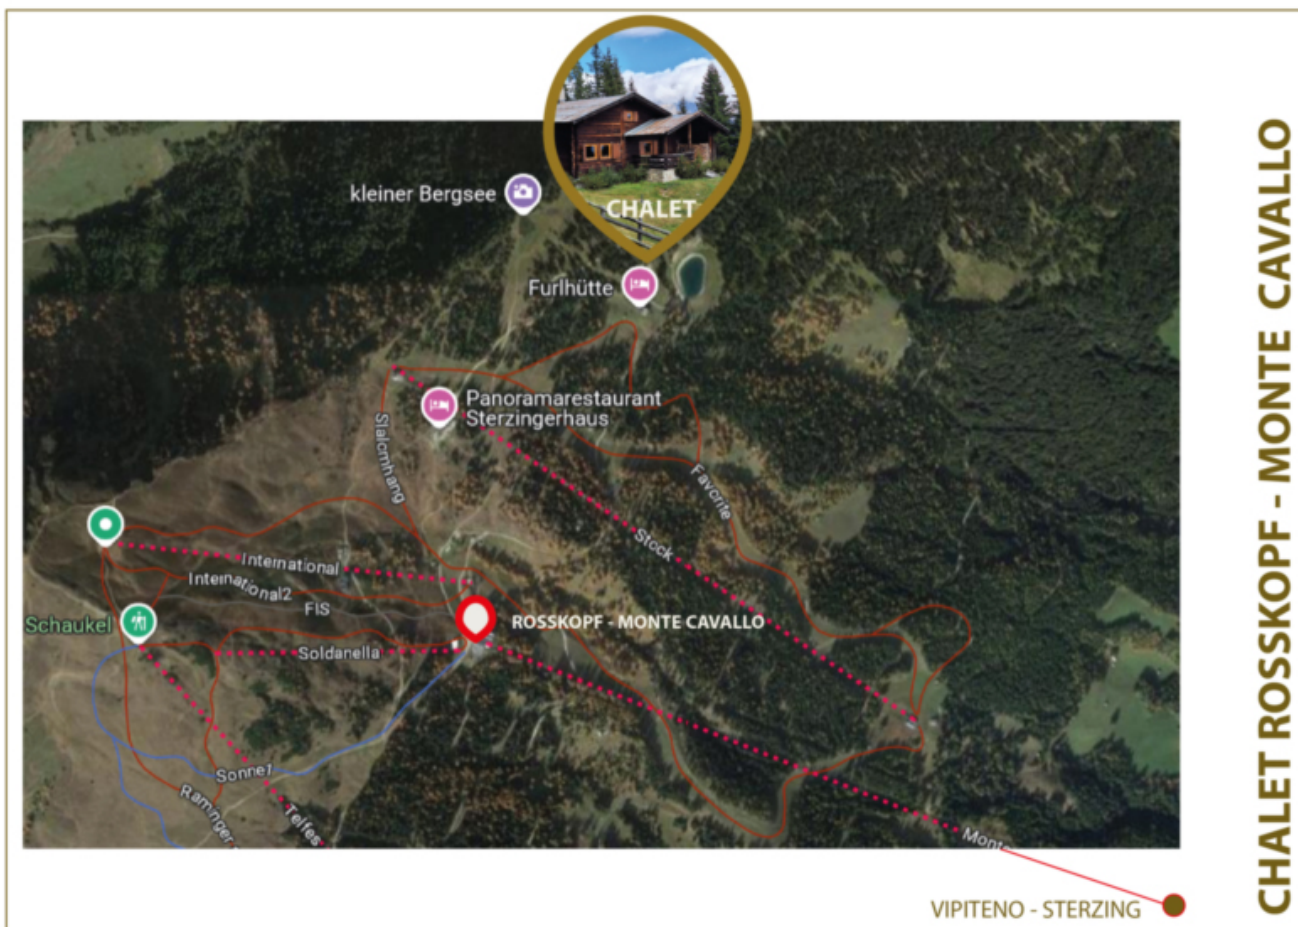 CHALET
kleiner Bergsee
Furlhütte
Panoramarestaurant
Sterzingerhaus
Slalomhang
Favorite
Stock
International
International2
FIS
Schaukel
ROSSKOPF - MONTE CAVALLO
Soldanella
Sonne1
Raminger
Telfes
Monte
VIPITENO - STERZING
CHALET ROSSKOPF - MONTE CAVALLO